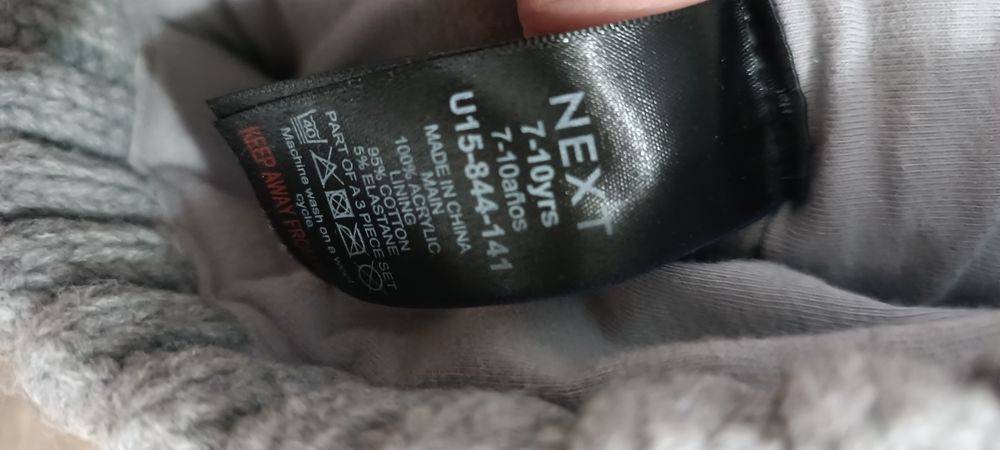 NEXT
7-10yrs
7-10años
U15-844-141
MADE IN CHINA
MAIN
100% ACRYLIC
LINING
95% COTTON
5% ELASTANE
PART OF A 3 PIECE SET
40
Machine wash on a
cycle
KEEP AWAY